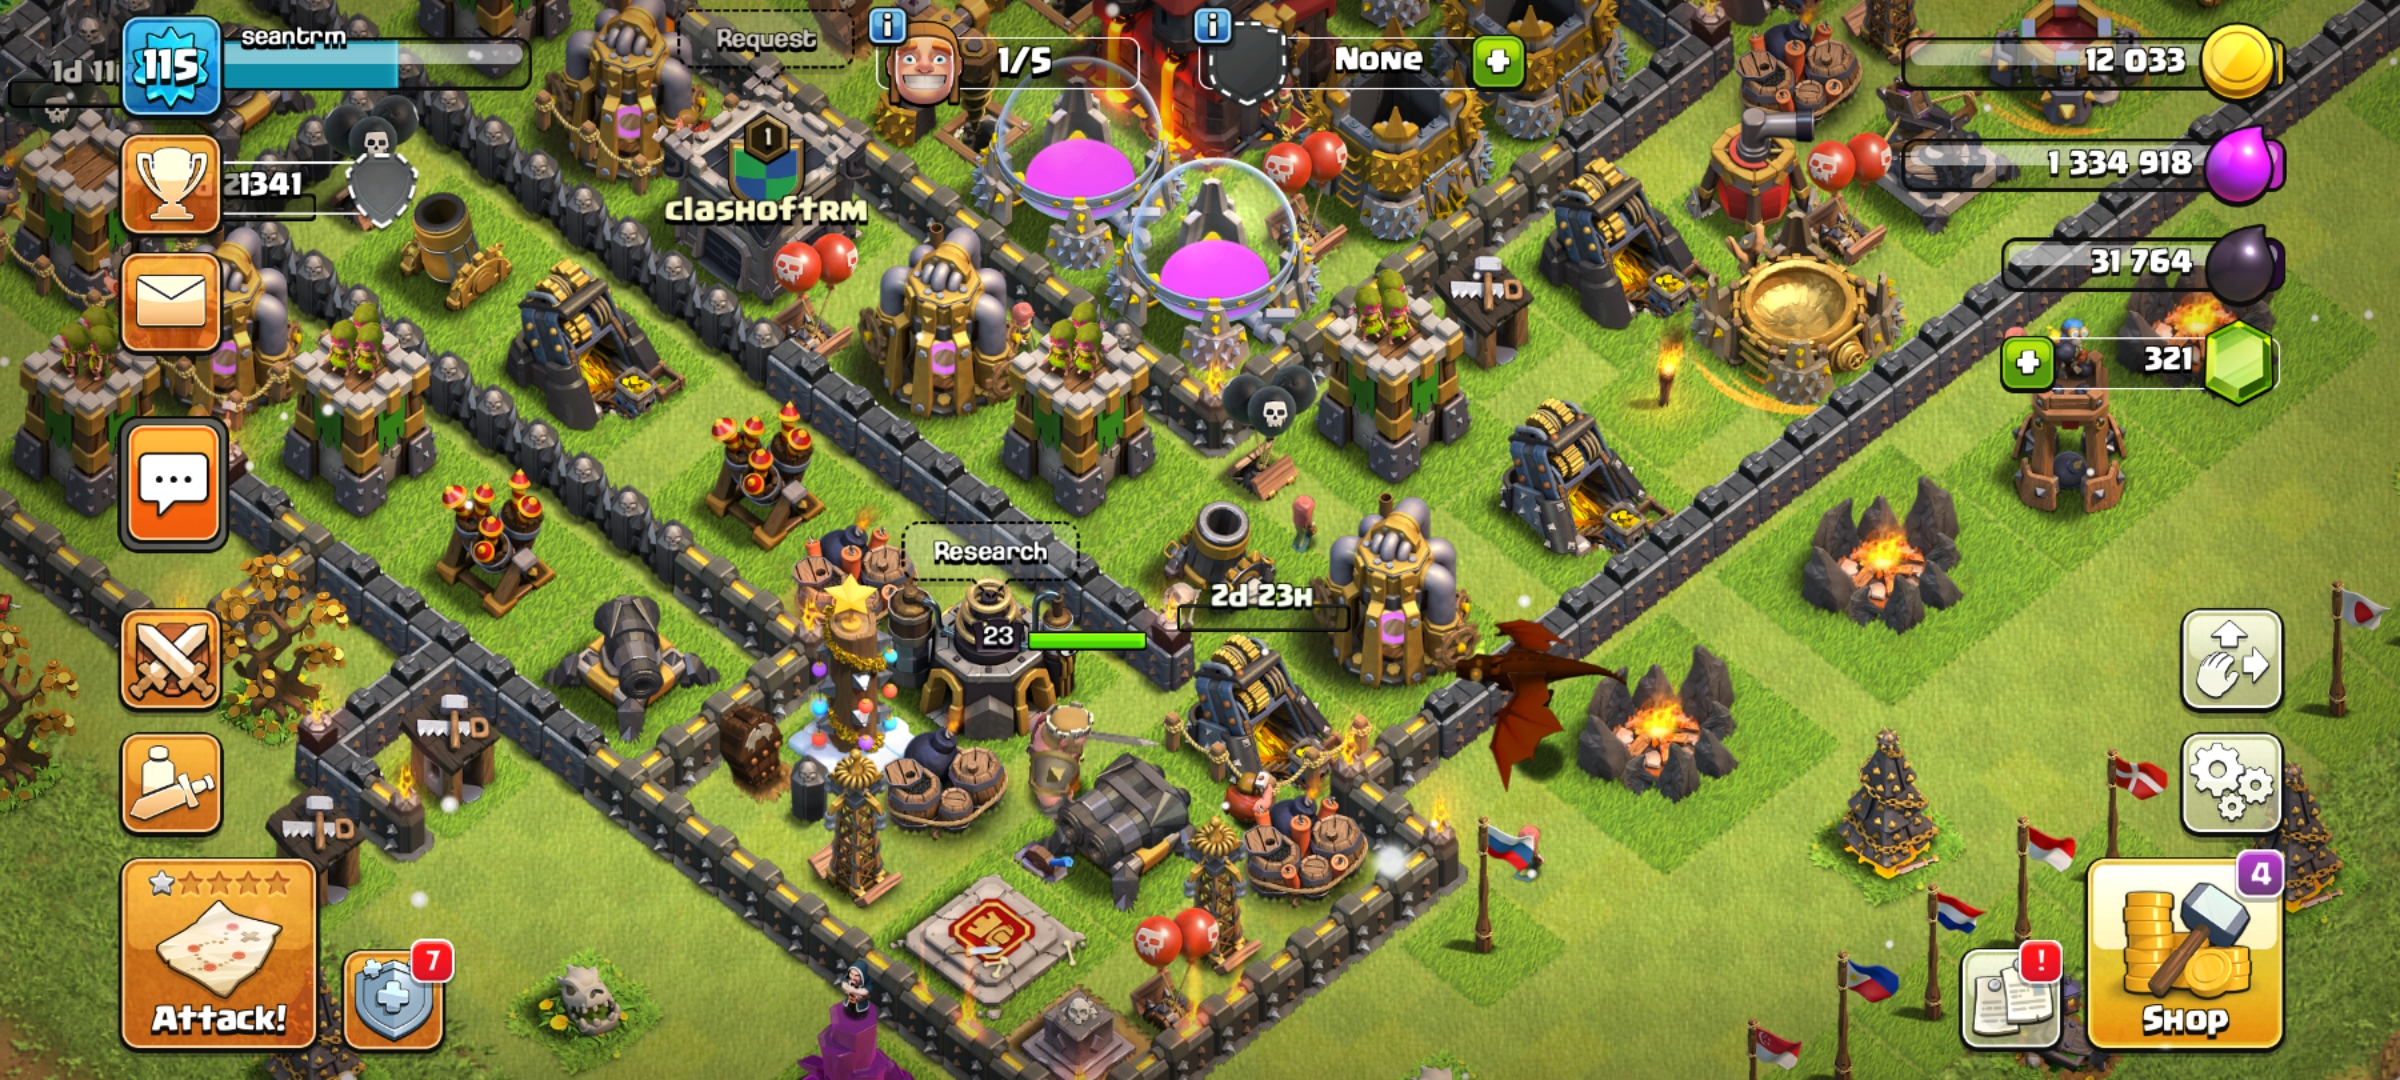 115
seantrm
Request
1/5
None
12 033
1d 11
1341
1
clashoftrm
1 334 918
31 764
321
Research
23
2d 23H
4
7
!
Attack!
Shop